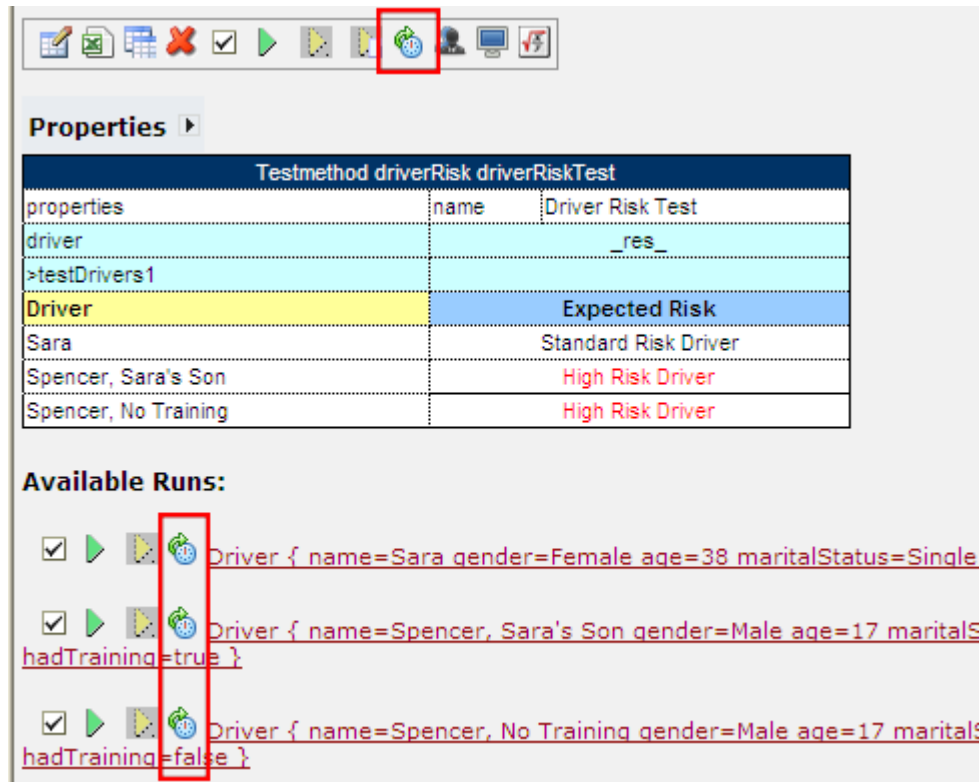 Properties
Testmethod driverRisk driverRiskTest
properties name Driver Risk Test
driver _res_
>testDrivers1
Driver Expected Risk
Sara Standard Risk Driver
Spencer, Sara's Son High Risk Driver
Spencer, No Training High Risk Driver
Available Runs:
Driver { name=Sara gender=Female age=38 maritalStatus=Single
Driver { name=Spencer, Sara's Son gender=Male age=17 maritalS
hadTraining=true }
Driver { name=Spencer, No Training gender=Male age=17 maritalS
hadTraining=false }